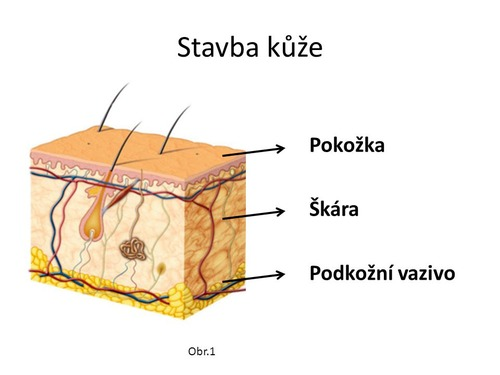 Stavba kůže
Pokožka
Škára
Podkožní vazivo
Obr.1